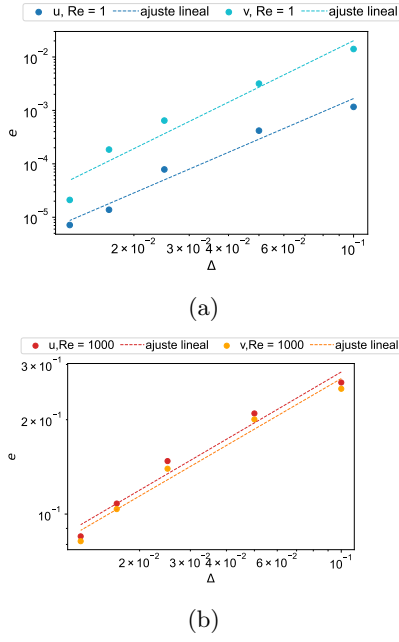 u, Re = 1 ajuste lineal v, Re = 1 ajuste lineal
10⁻²
10⁻³
10⁻⁴
10⁻⁵
e
2 × 10⁻² 3 × 10⁻² 4 × 10⁻² 6 × 10⁻² 10⁻¹
Δ
(a)
u,Re = 1000 ajuste lineal v,Re = 1000 ajuste lineal
3 × 10⁻¹
2 × 10⁻¹
10⁻¹
e
2 × 10⁻² 3 × 10⁻² 4 × 10⁻² 6 × 10⁻² 10⁻¹
Δ
(b)